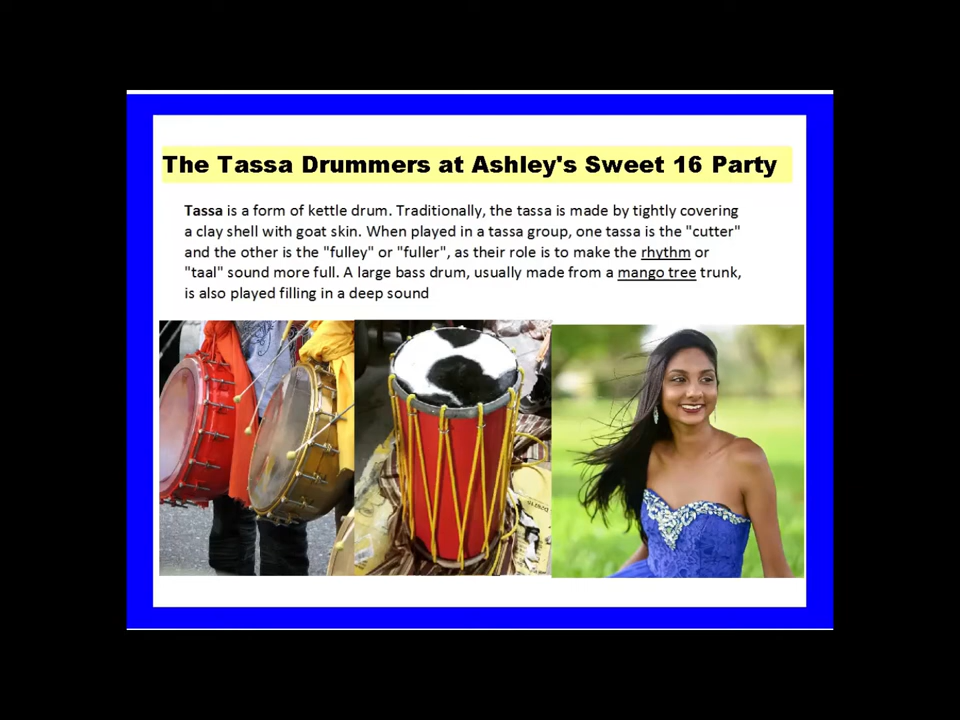 The Tassa Drummers at Ashley's Sweet 16 Party
Tassa is a form of kettle drum. Traditionally, the tassa is made by tightly covering
a clay shell with goat skin. When played in a tassa group, one tassa is the "cutter"
and the other is the "fulley" or "fuller", as their role is to make the rhythm or
"taal" sound more full. A large bass drum, usually made from a mango tree trunk,
is also played filling in a deep sound